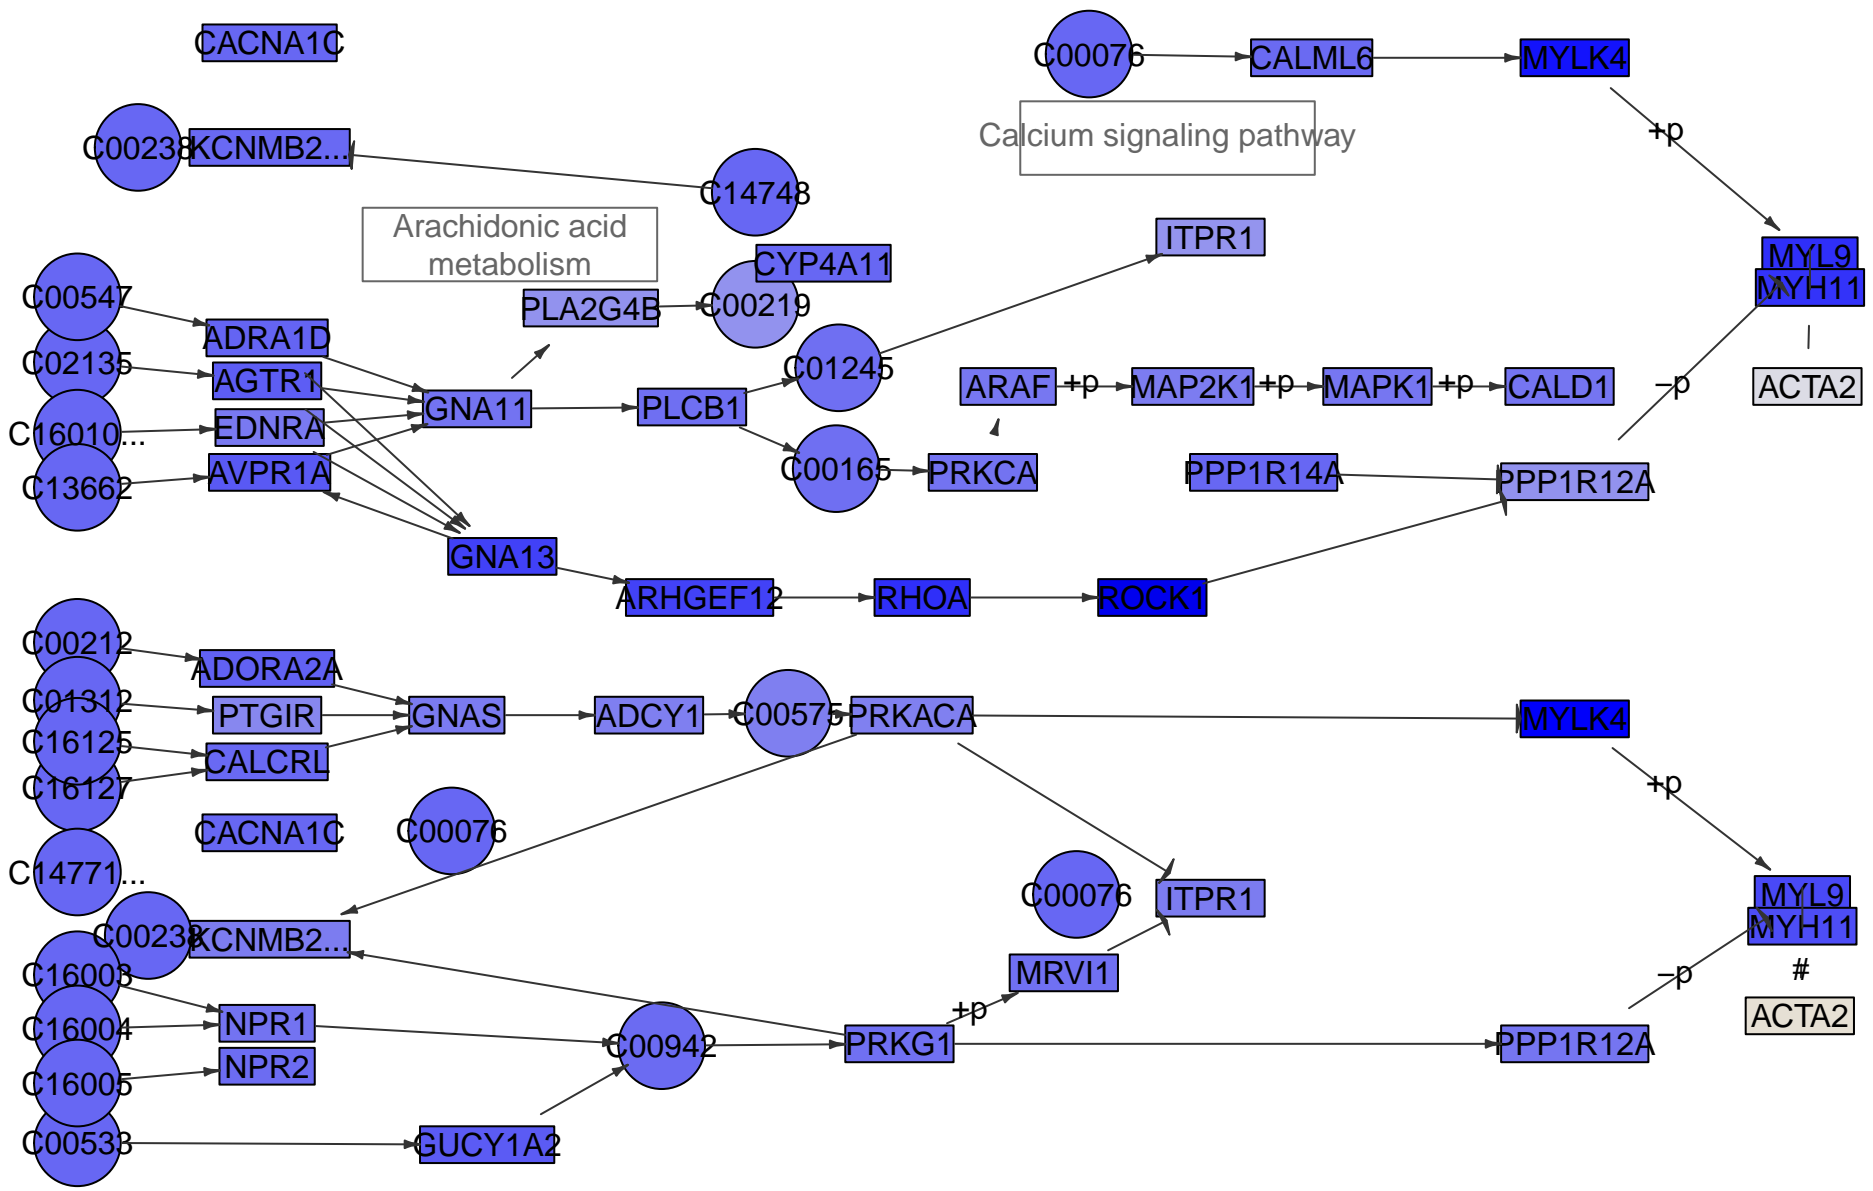 CACNA1C
C00076
CALML6
MYLK4
+p
Calcium signaling pathway
C00238
KCNMB2...
C14748
Arachidonic acid
metabolism
ITPR1
CYP4A11
MYL9
MYH11
C00547
PLA2G4B
C00219
ADRA1D
C02135
AGTR1
C01245
ARAF
+p
MAP2K1
+p
MAPK1
+p
CALD1
–p
ACTA2
GNA11
PLCB1
C16010...
EDNRA
C13662
AVPR1A
C00165
PRKCA
PPP1R14A
PPP1R12A
GNA13
ARHGEF12
RHOA
ROCK1
C00212
ADORA2A
C01312
PTGIR
GNAS
ADCY1
C00575
PRKACA
MYLK4
C16125
CALCRL
C16127
+p
CACNA1C
C00076
C14771...
C00076
ITPR1
MYL9
MYH11
C00238
KCNMB2...
C16003
MRVI1
–p
#
+p
C16004
NPR1
ACTA2
C00942
PRKG1
PPP1R12A
C16005
NPR2
C00533
GUCY1A2